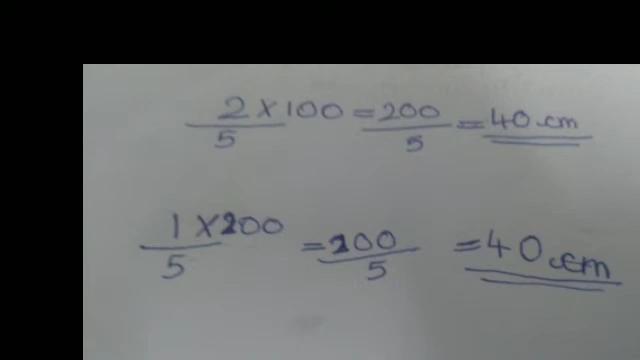 2 × 100 / 5 = 200 / 5 = 40 cm
1 × 200 / 5 = 200 / 5 = 40 cm